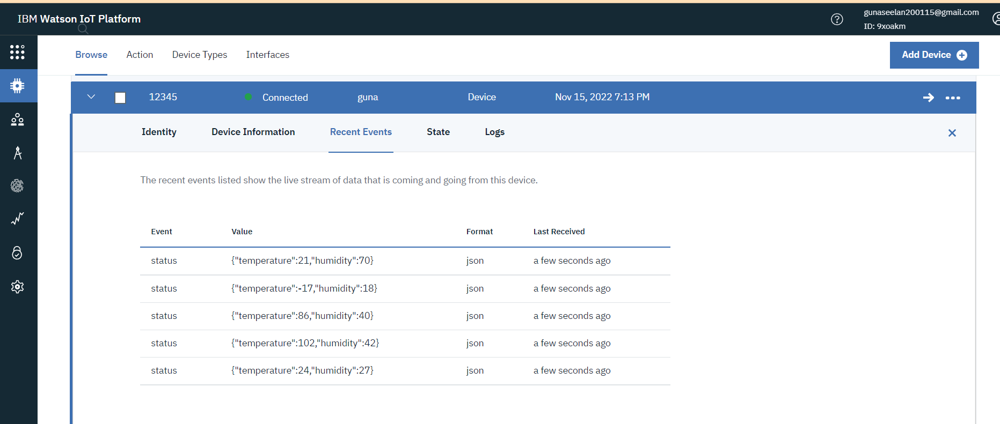 IBM Watson IoT Platform
gunaseelan200115@gmail.com
ID: 9xoakm
Browse Action Device Types Interfaces
Add Device
12345 Connected guna Device Nov 15, 2022 7:13 PM
Identity Device Information Recent Events State Logs
The recent events listed show the live stream of data that is coming and going from this device.
Event Value Format Last Received
status {"temperature":21,"humidity":70} json a few seconds ago
status {"temperature":-17,"humidity":18} json a few seconds ago
status {"temperature":86,"humidity":40} json a few seconds ago
status {"temperature":102,"humidity":42} json a few seconds ago
status {"temperature":24,"humidity":27} json a few seconds ago